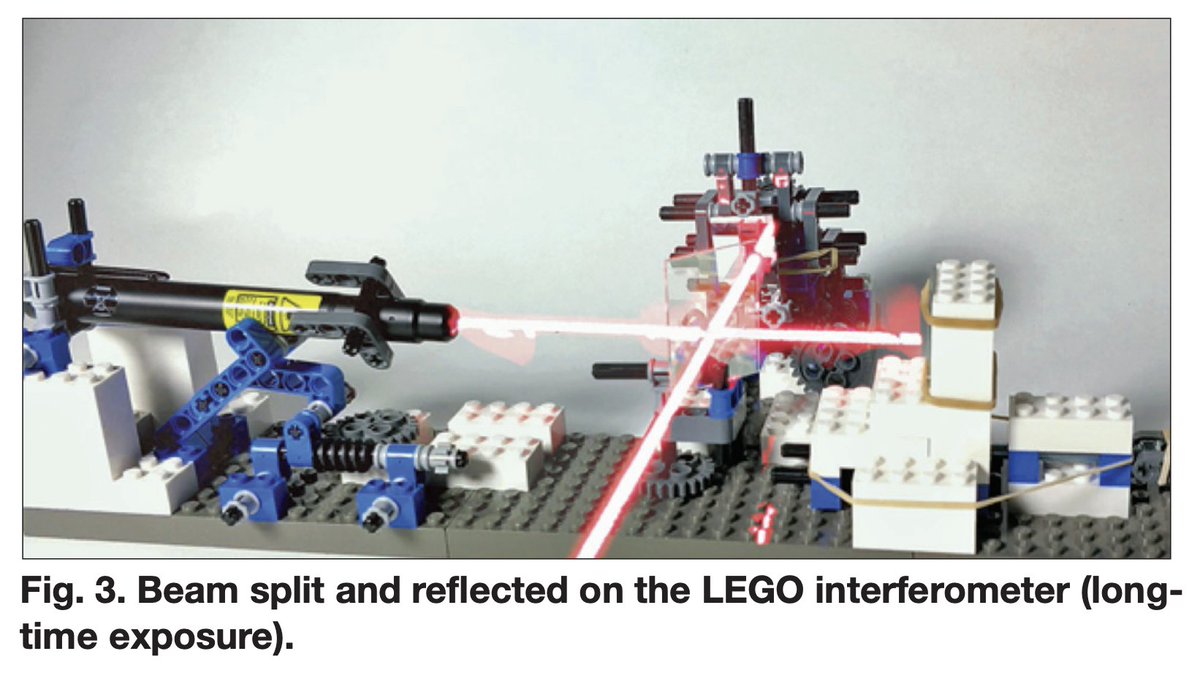 Fig. 3. Beam split and reflected on the LEGO interferometer (long-
time exposure).